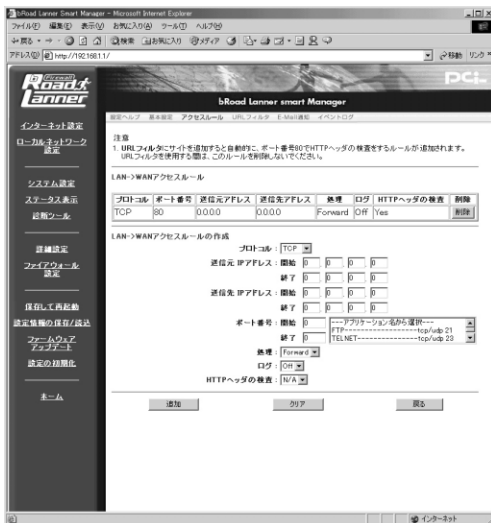 bRoad Lanner Smart Manager - Microsoft Internet Explorer
ファイル(F) 編集(E) 表示(V) お気に入り(A) ツール(T) ヘルプ(H)
戻る 検索 お気に入り メディア
アドレス(D) http://192.168.1.1/ 移動 リンク
Road Lanner
PCi
bRoad Lanner smart Manager
設定ヘルプ 基本設定 アクセスルール URLフィルタ E-Mail通知 イベントログ
インターネット設定
ローカルネットワーク
設定
システム設定
ステータス表示
診断ツール
詳細設定
ファイアウォール
設定
保存して再起動
設定情報の保存/読込
ファームウェア
アップデート
設定の初期化
ホーム
注意
1. URLフィルタにサイトを追加すると自動的に、ポート番号80でHTTPヘッダの検査をするルールが追加されます。
URLフィルタを使用する間は、このルールを削除しないでください。
LAN->WANアクセスルール
プロトコル ポート番号 送信元アドレス 送信先アドレス 処理 ログ HTTPヘッダの検査 削除
TCP 80 0.0.0.0 0.0.0.0 Forward Off Yes 削除
LAN->WANアクセスルールの作成
プロトコル : TCP
送信元 IPアドレス : 開始 0 . 0 . 0 . 0
終了 0 . 0 . 0 . 0
送信先 IPアドレス : 開始 0 . 0 . 0 . 0
終了 0 . 0 . 0 . 0
ポート番号 : 開始 0 ---アプリケーション名から選択---
終了 0 FTP-----------------tcp/udp 21
TELNET-----------------tcp/udp 23
処理 : Forward
ログ : Off
HTTPヘッダの検査 : N/A
追加 クリア 戻る
インターネット